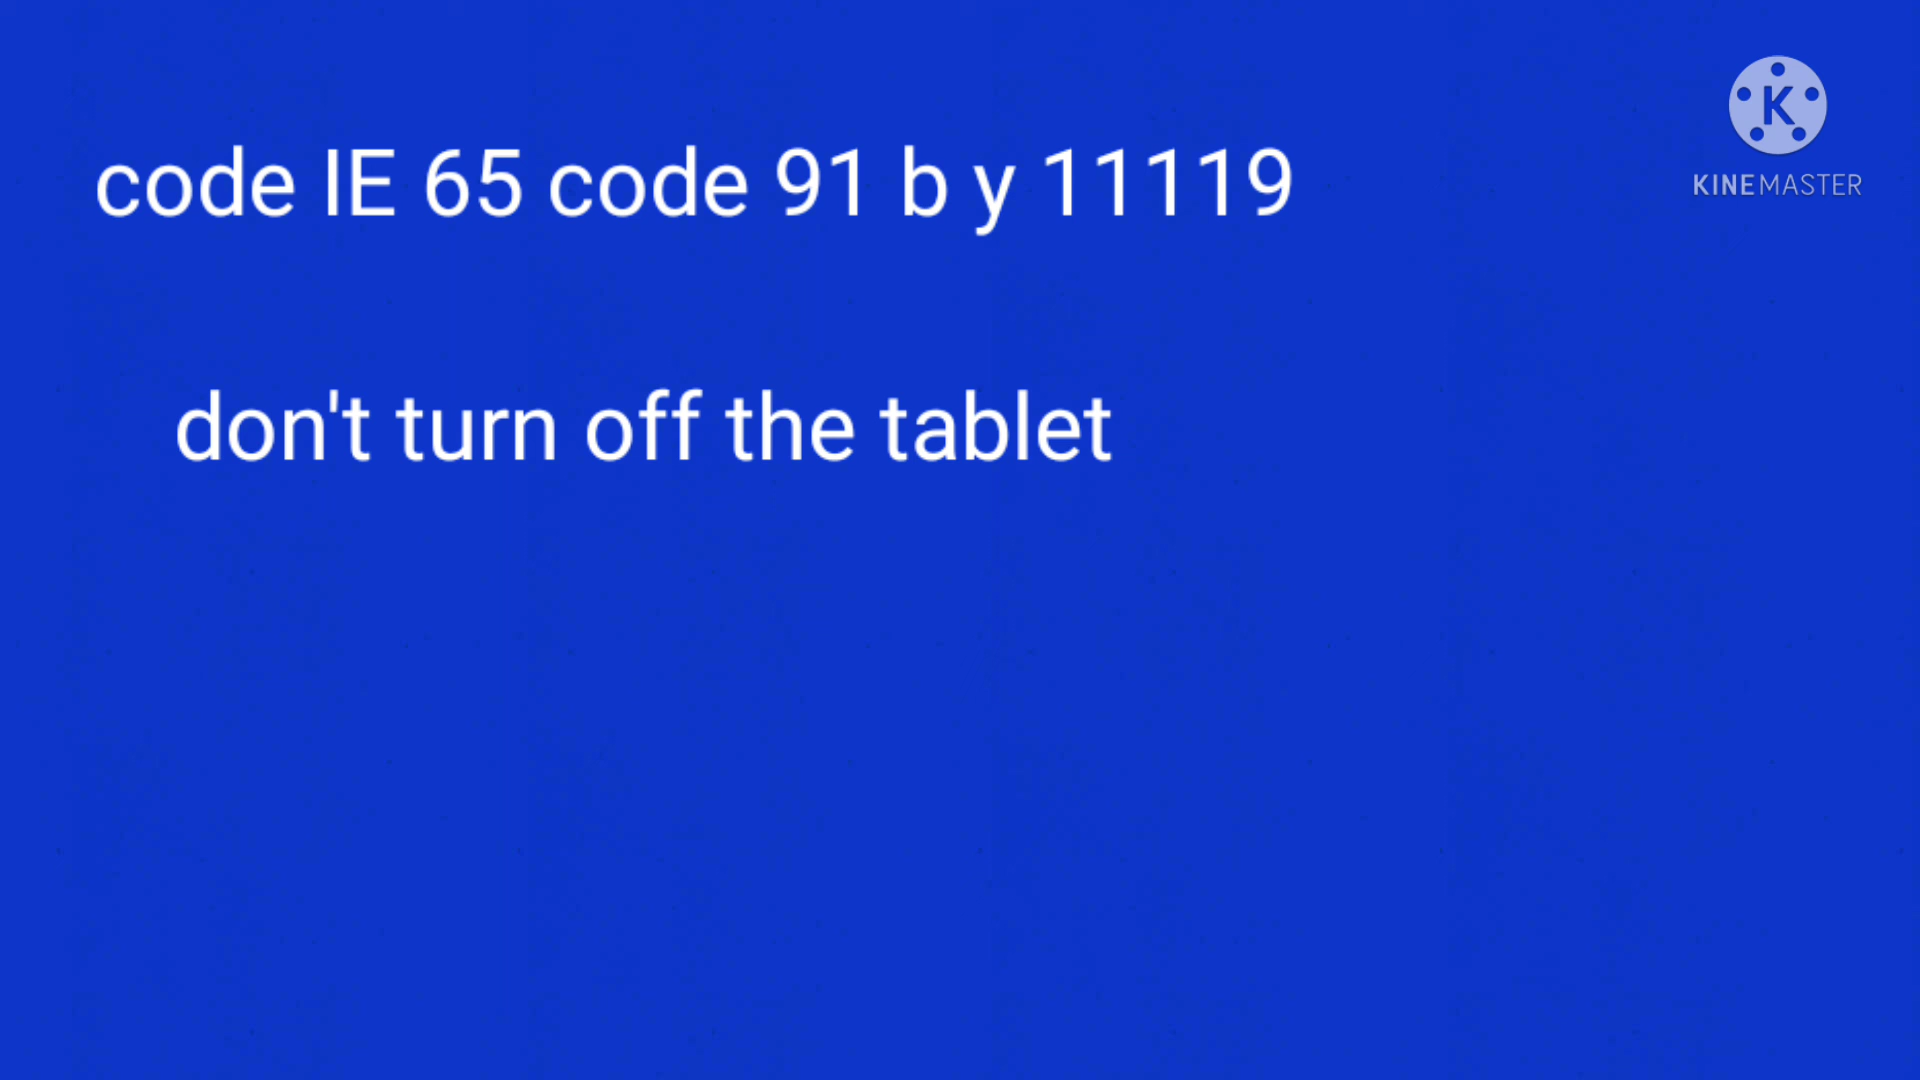 code IE 65 code 91 b y 11119
K
KINEMASTER
don't turn off the tablet